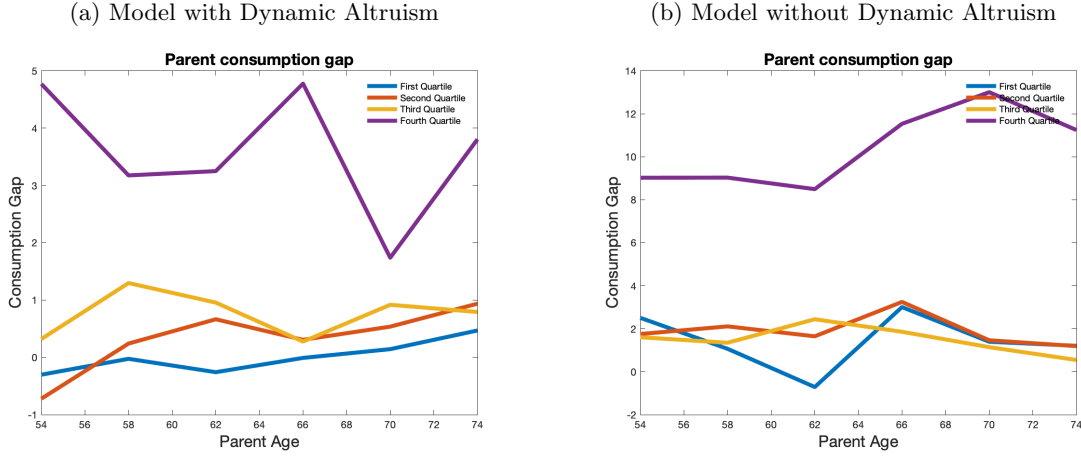 (a) Model with Dynamic Altruism
Parent consumption gap
5
4
3
2
1
0
-1
Consumption Gap
First Quartile
Second Quartile
Third Quartile
Fourth Quartile
54 56 58 60 62 64 66 68 70 72 74
Parent Age
(b) Model without Dynamic Altruism
Parent consumption gap
14
12
10
8
6
4
2
0
-2
Consumption Gap
First Quartile
Second Quartile
Third Quartile
Fourth Quartile
54 56 58 60 62 64 66 68 70 72 74
Parent Age